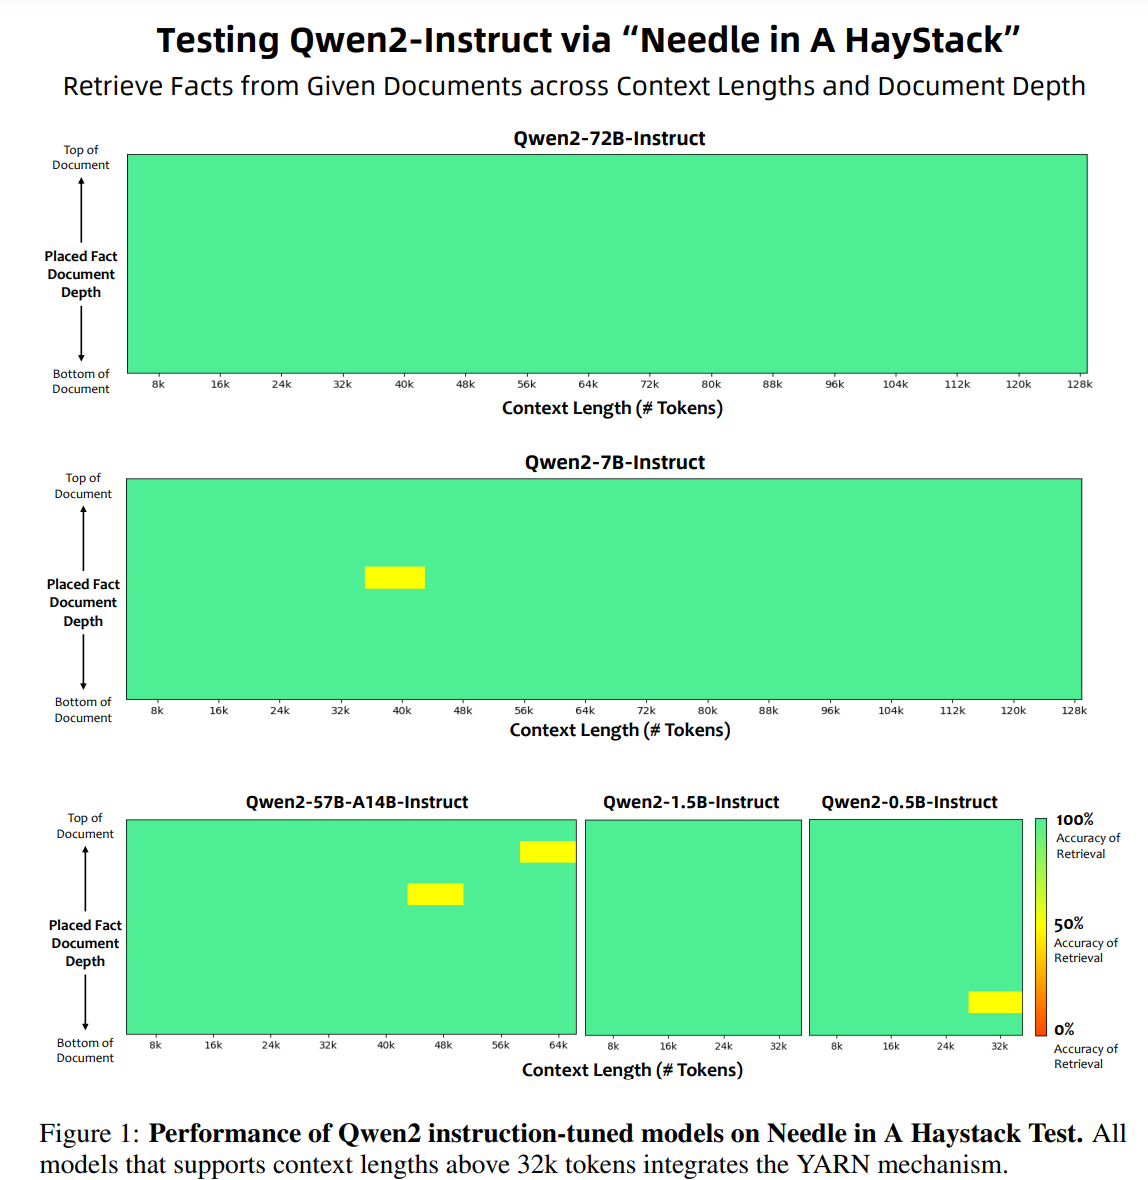 Testing Qwen2-Instruct via “Needle in A HayStack”
Retrieve Facts from Given Documents across Context Lengths and Document Depth
Qwen2-72B-Instruct
Top of
Document
Placed Fact
Document
Depth
Bottom of
Document
8k 16k 24k 32k 40k 48k 56k 64k 72k 80k 88k 96k 104k 112k 120k 128k
Context Length (# Tokens)
Qwen2-7B-Instruct
Top of
Document
Placed Fact
Document
Depth
Bottom of
Document
8k 16k 24k 32k 40k 48k 56k 64k 72k 80k 88k 96k 104k 112k 120k 128k
Context Length (# Tokens)
Qwen2-57B-A14B-Instruct Qwen2-1.5B-Instruct Qwen2-0.5B-Instruct
Top of
Document
Placed Fact
Document
Depth
Bottom of
Document
8k 16k 24k 32k 40k 48k 56k 64k 8k 16k 24k 32k 8k 16k 24k 32k
Context Length (# Tokens)
100%
Accuracy of
Retrieval
50%
Accuracy of
Retrieval
0%
Accuracy of
Retrieval
Figure 1: Performance of Qwen2 instruction-tuned models on Needle in A Haystack Test. All
models that supports context lengths above 32k tokens integrates the YARN mechanism.